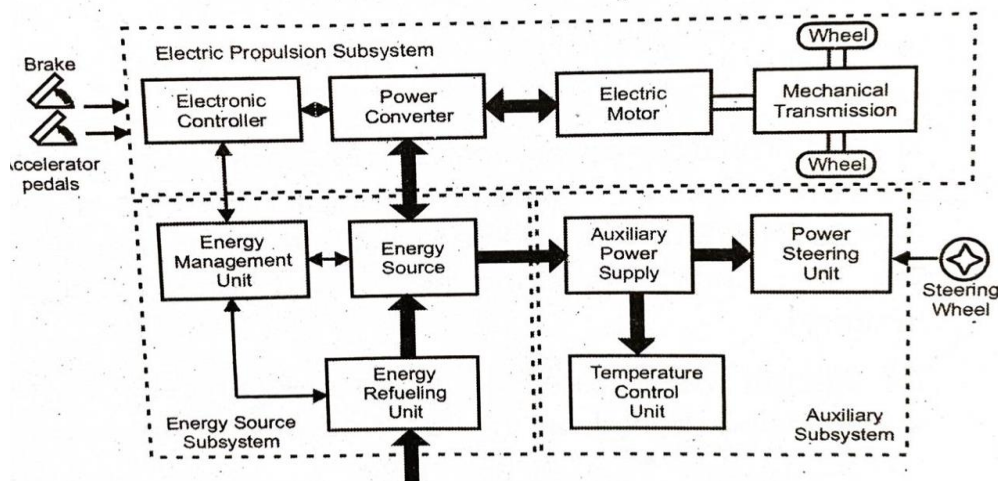 Electric Propulsion Subsystem
Wheel
Brake
Electronic
Controller
Power
Converter
Electric
Motor
Mechanical
Transmission
ccelerator
pedals
Wheel
Energy
Management
Unit
Energy
Source
Auxiliary
Power
Supply
Power
Steering
Unit
Steering
Wheel
Energy
Refueling
Unit
Temperature
Control
Unit
Energy Source
Subsystem
Auxiliary
Subsystem